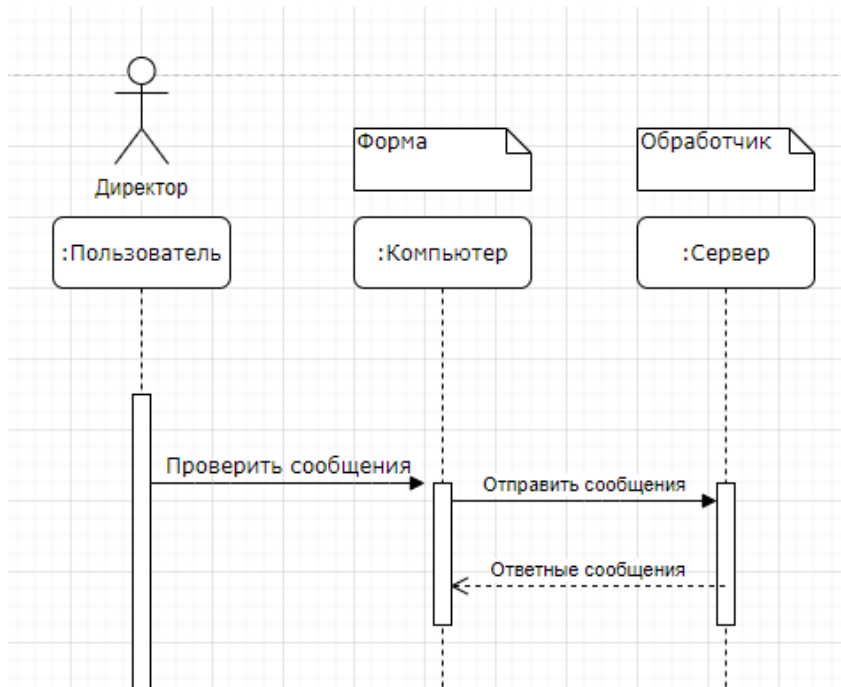 Директор
Форма
Обработчик
:Пользователь
:Компьютер
:Сервер
Проверить сообщения
Отправить сообщения
Ответные сообщения